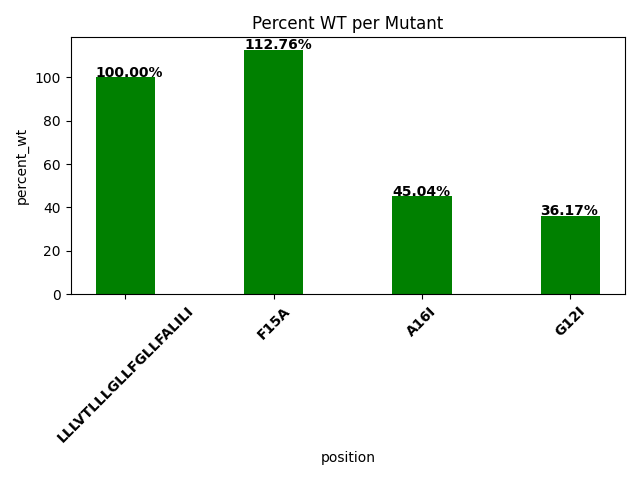 Percent WT per Mutant
percent_wt
100
80
60
40
20
0
100.00%
112.76%
45.04%
36.17%
LLLVTLLLGLLFGLLFALILI
F15A
A16I
G12I
position